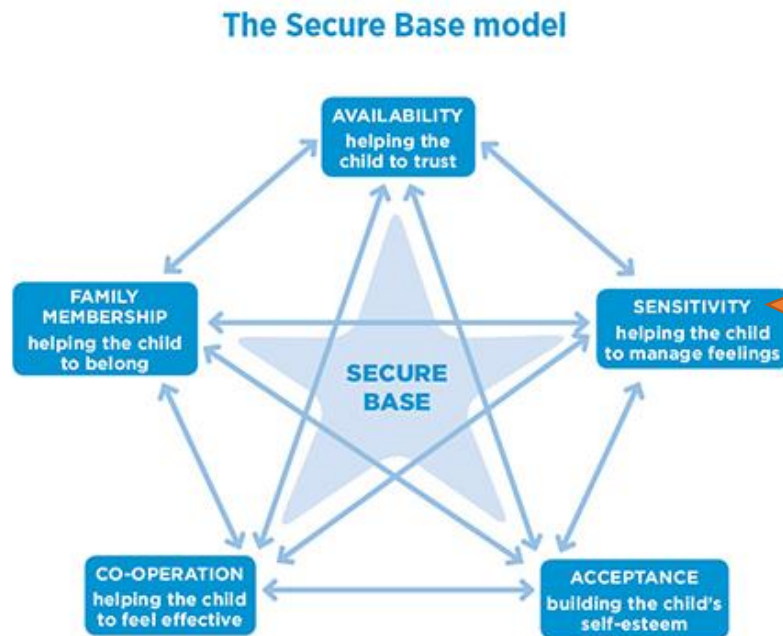 The Secure Base model
AVAILABILITY
helping the
child to trust
FAMILY
MEMBERSHIP
helping the child
to belong
SENSITIVITY
helping the child
to manage feelings
SECURE
BASE
CO-OPERATION
helping the child
to feel effective
ACCEPTANCE
building the child's
self-esteem